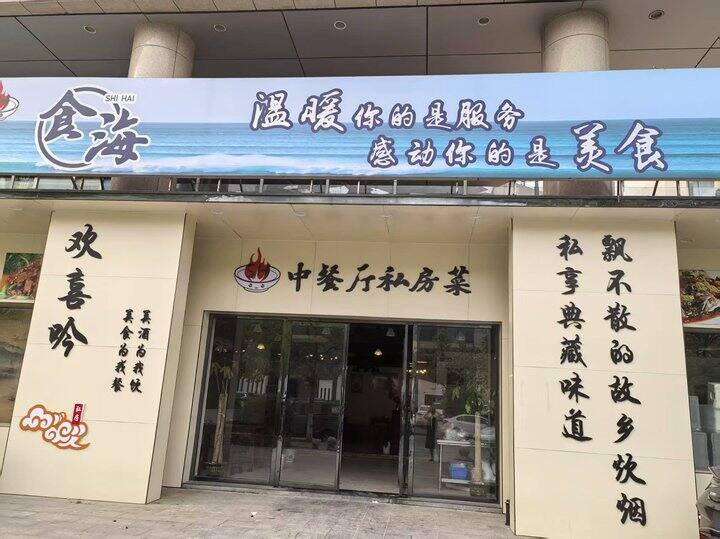 食海
SHI HAI
温暖你的是服务
感动你的是美食
中餐厅私房菜
欢喜吟
美酒为我饮
美食为我餐
私房
飘不散的故乡炊烟
私享典藏味道